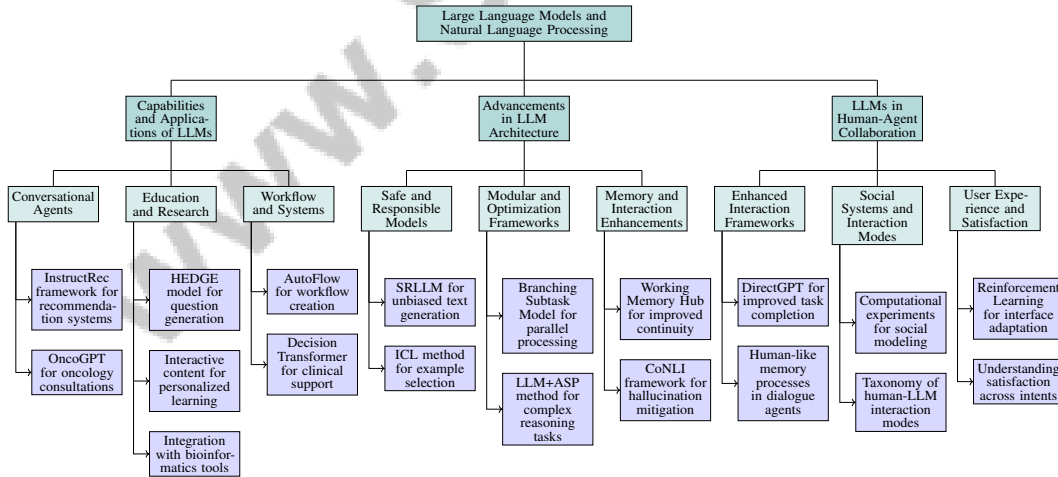 Large Language Models and
Natural Language Processing
Capabilities
and Applica-
tions of LLMs
Advancements
in LLM
Architecture
LLMs in
Human-Agent
Collaboration
Conversational
Agents
Education
and Research
Workflow
and Systems
Safe and
Responsible
Models
Modular and
Optimization
Frameworks
Memory and
Interaction
Enhancements
Enhanced
Interaction
Frameworks
Social
Systems and
Interaction
Modes
User Expe-
rience and
Satisfaction
InstructRec
framework for
recommenda-
tion systems
OncoGPT
for oncology
consultations
HEDGE
model for
question
generation
Interactive
content for
personalized
learning
Integration
with bioinfor-
matics tools
AutoFlow
for workflow
creation
Decision
Transformer
for clinical
support
SRLLM for
unbiased text
generation
ICL method
for example
selection
Branching
Subtask
Model for
parallel
processing
LLM+ASP
method for
complex
reasoning
tasks
Working
Memory Hub
for improved
continuity
CoNLI
framework for
hallucination
mitigation
DirectGPT for
improved task
completion
Human-like
memory
processes
in dialogue
agents
Computational
experiments
for social
modeling
Taxonomy of
human-LLM
interaction
modes
Reinforcement
Learning
for interface
adaptation
Understanding
satisfaction
across intents
www.